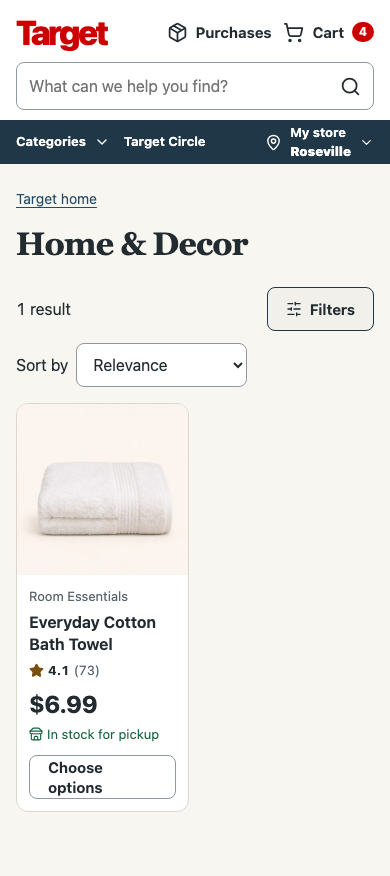 Target
Purchases
Cart 4
What can we help you find?
Categories
Target Circle
My store
Roseville
Target home
Home & Decor
1 result
Filters
Sort by
Relevance
Room Essentials
Everyday Cotton
Bath Towel
4.1 (73)
$6.99
In stock for pickup
Choose
options